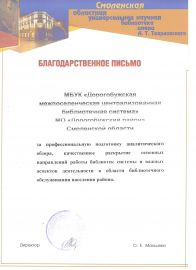 Смоленская
областная
универсальная научная
библиотека
имени
А. Т. Твардовского
БЛАГОДАРСТВЕННОЕ ПИСЬМО
МБУК «Дорогобужская
межпоселенческая централизованная
библиотечная система»
МО «Дорогобужский район»
Смоленской области
за профессиональную подготовку аналитического
обзора, качественное раскрытие основных
направлений работы библиотек системы и важных
аспектов деятельности в области библиотечного
обслуживания населения района.
Директор
О. Е. Мальцева